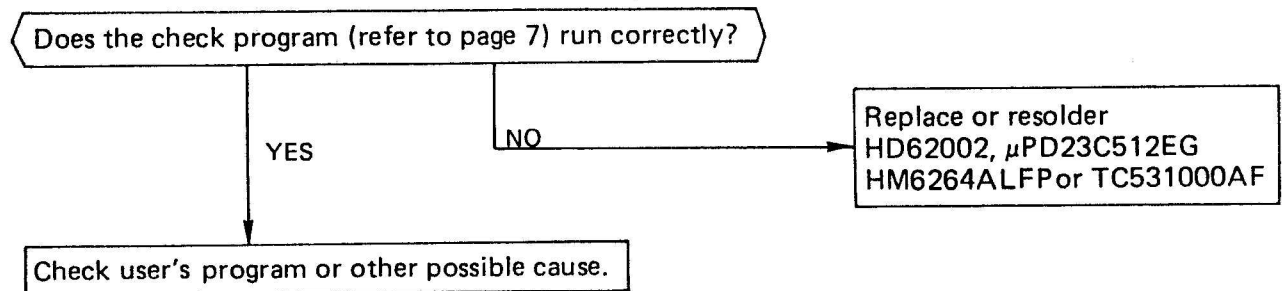 Does the check program (refer to page 7) run correctly?
YES
NO
Replace or resolder
HD62002, μPD23C512EG
HM6264ALFPor TC531000AF
Check user's program or other possible cause.